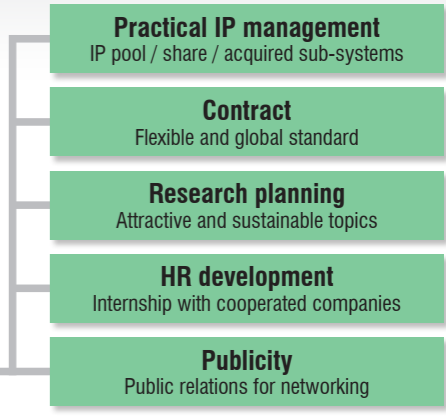 Practical IP management
IP pool / share / acquired sub-systems
Contract
Flexible and global standard
Research planning
Attractive and sustainable topics
HR development
Internship with cooperated companies
Publicity
Public relations for networking